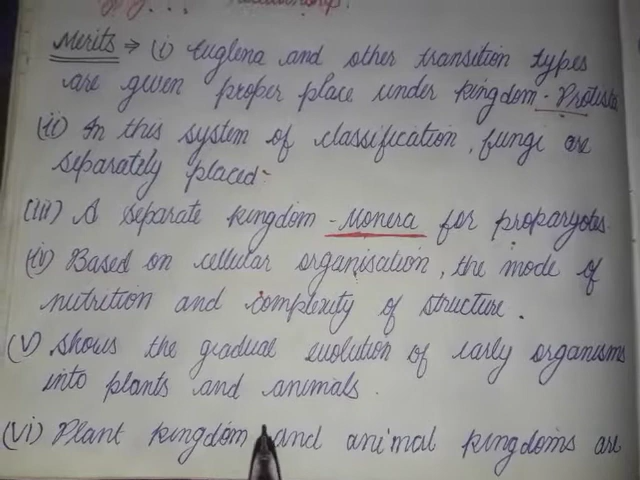 relationship.
Merits → (i) Euglena and other transition types
are given proper place under kingdom - Protista
(ii) In this system of classification, fungi are
separately placed -
(iii) A separate kingdom - Monera for proparyotes.
(iv) Based on cellular organisation, the mode of
nutrition and complexity of structure.
(v) shows the gradual evolution of early organisms
into plants and animals.
(vi) Plant kingdom and animal kingdoms are